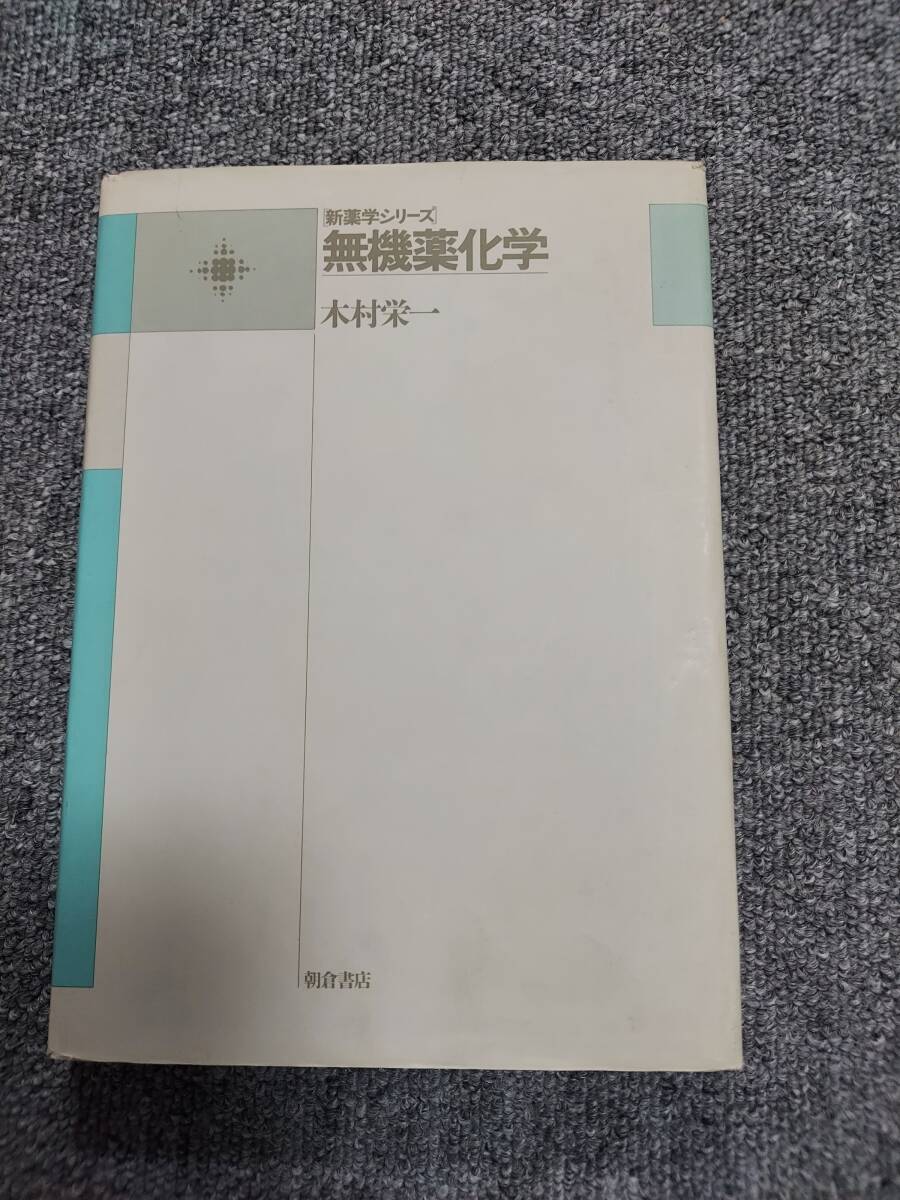 [新薬学シリーズ]
無機薬化学
木村栄一
朝倉書店